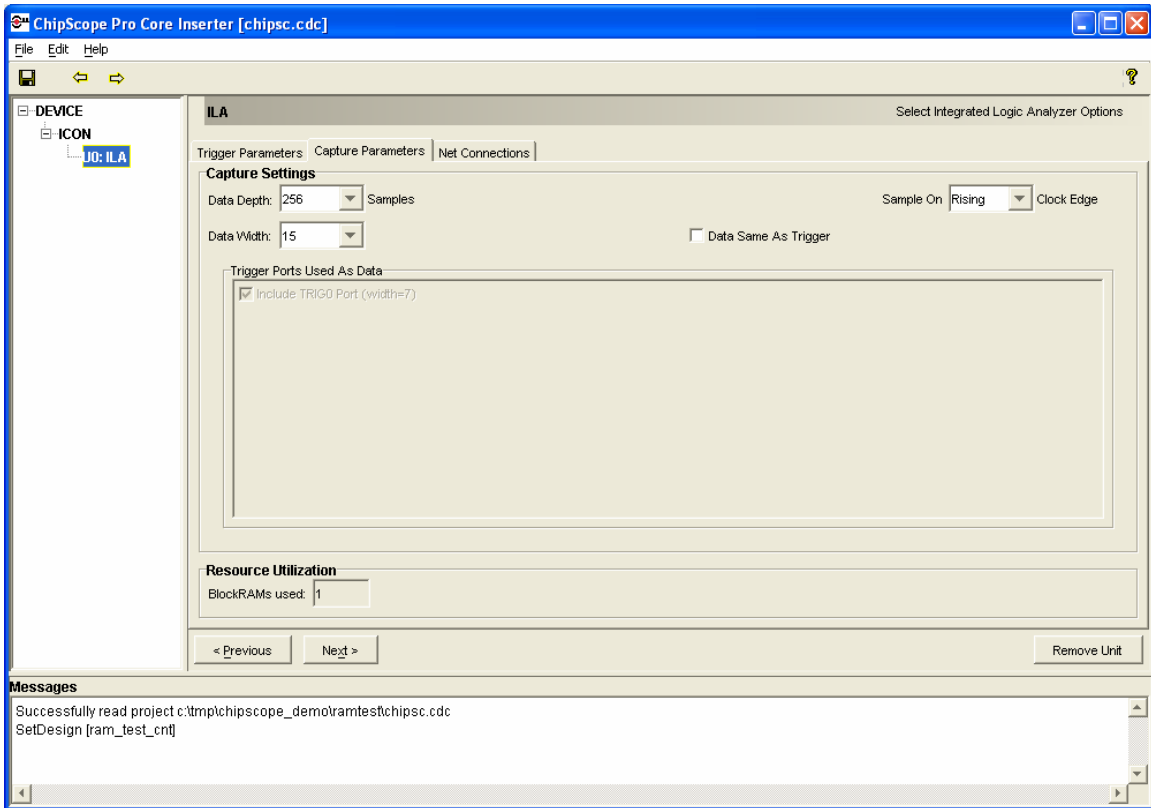 ChipScope Pro Core Inserter [chipsc.cdc]
File Edit Help
DEVICE
ICON
U0: ILA
ILA
Select Integrated Logic Analyzer Options
Trigger Parameters Capture Parameters Net Connections
Capture Settings
Data Depth: 256 Samples
Sample On Rising Clock Edge
Data Width: 15
Data Same As Trigger
Trigger Ports Used As Data
Include TRIG0 Port (width=7)
Resource Utilization
BlockRAMs used: 1
< Previous Next > Remove Unit
Messages
Successfully read project c:\tmp\chipscope_demo\ramtest\chipsc.cdc
SetDesign [ram_test_cnt]